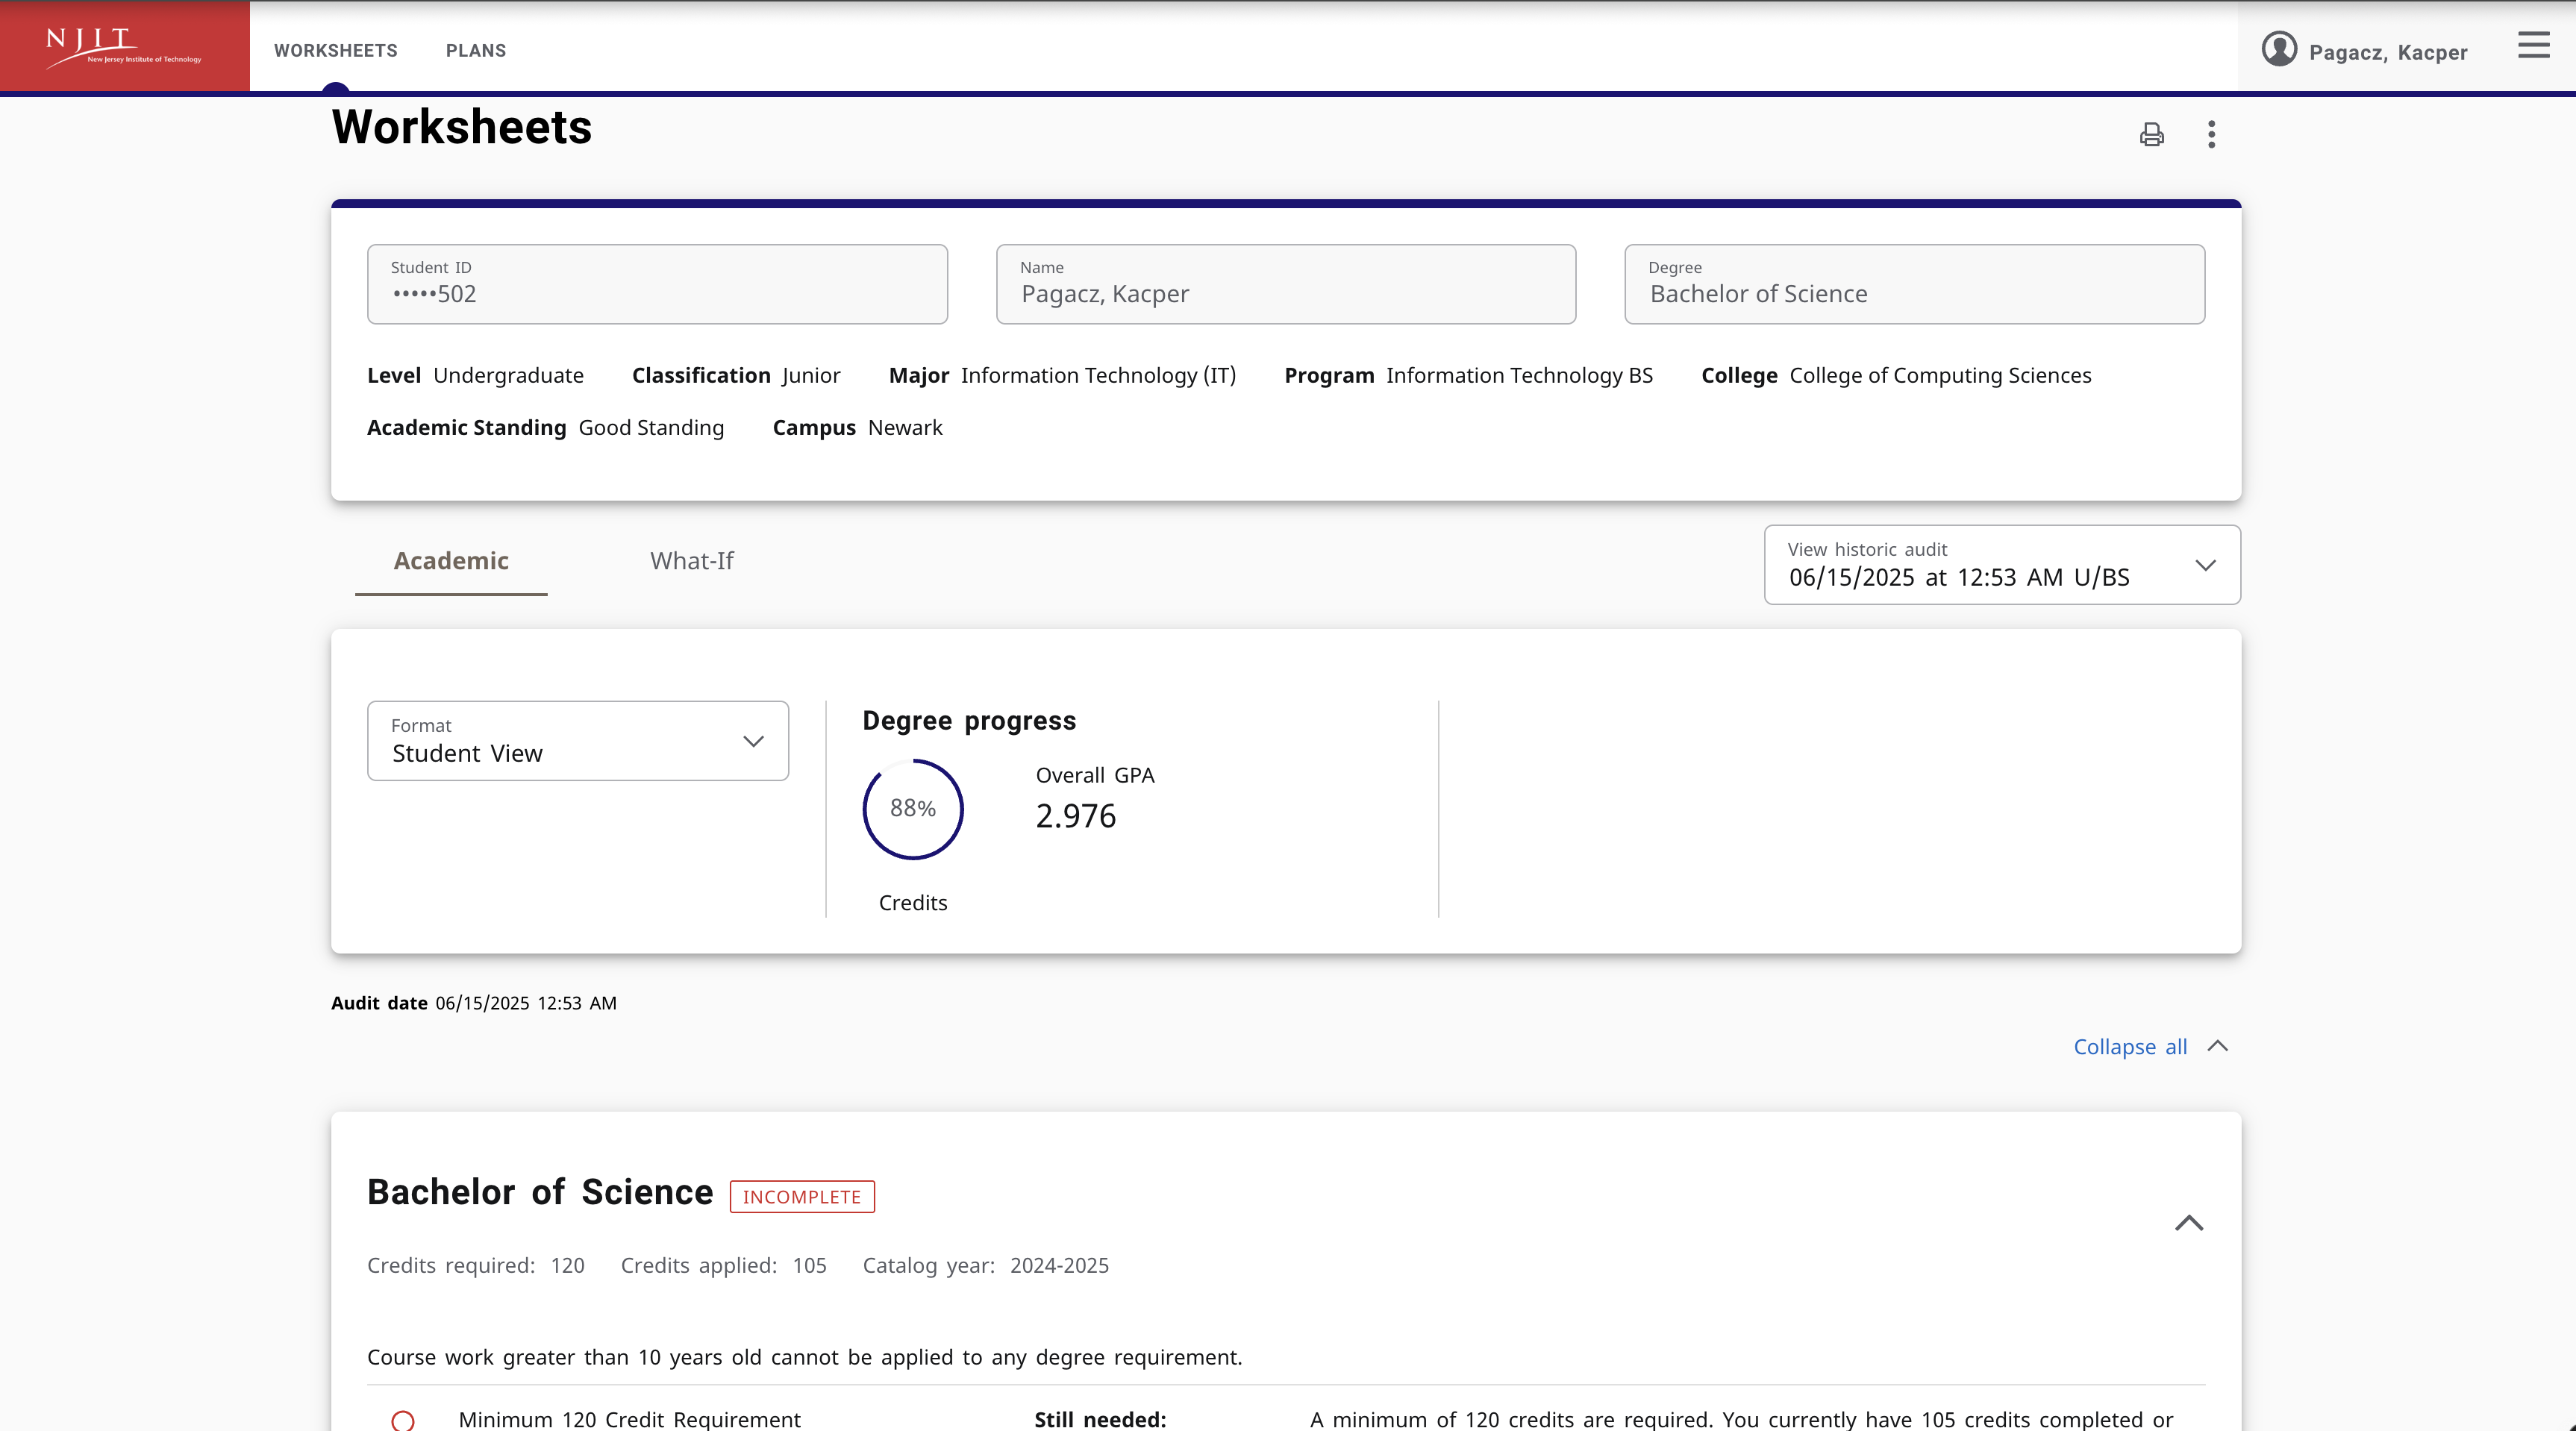 NJIT
New Jersey Institute of Technology
WORKSHEETS PLANS
Pagacz, Kacper
Worksheets
Student ID
•••••502
Name
Pagacz, Kacper
Degree
Bachelor of Science
Level Undergraduate Classification Junior Major Information Technology (IT) Program Information Technology BS College College of Computing Sciences
Academic Standing Good Standing Campus Newark
Academic What-If
View historic audit
06/15/2025 at 12:53 AM U/BS
Format
Student View
Degree progress
88%
Credits
Overall GPA
2.976
Audit date 06/15/2025 12:53 AM
Collapse all
Bachelor of Science INCOMPLETE
Credits required: 120 Credits applied: 105 Catalog year: 2024-2025
Course work greater than 10 years old cannot be applied to any degree requirement.
Minimum 120 Credit Requirement Still needed: A minimum of 120 credits are required. You currently have 105 credits completed or